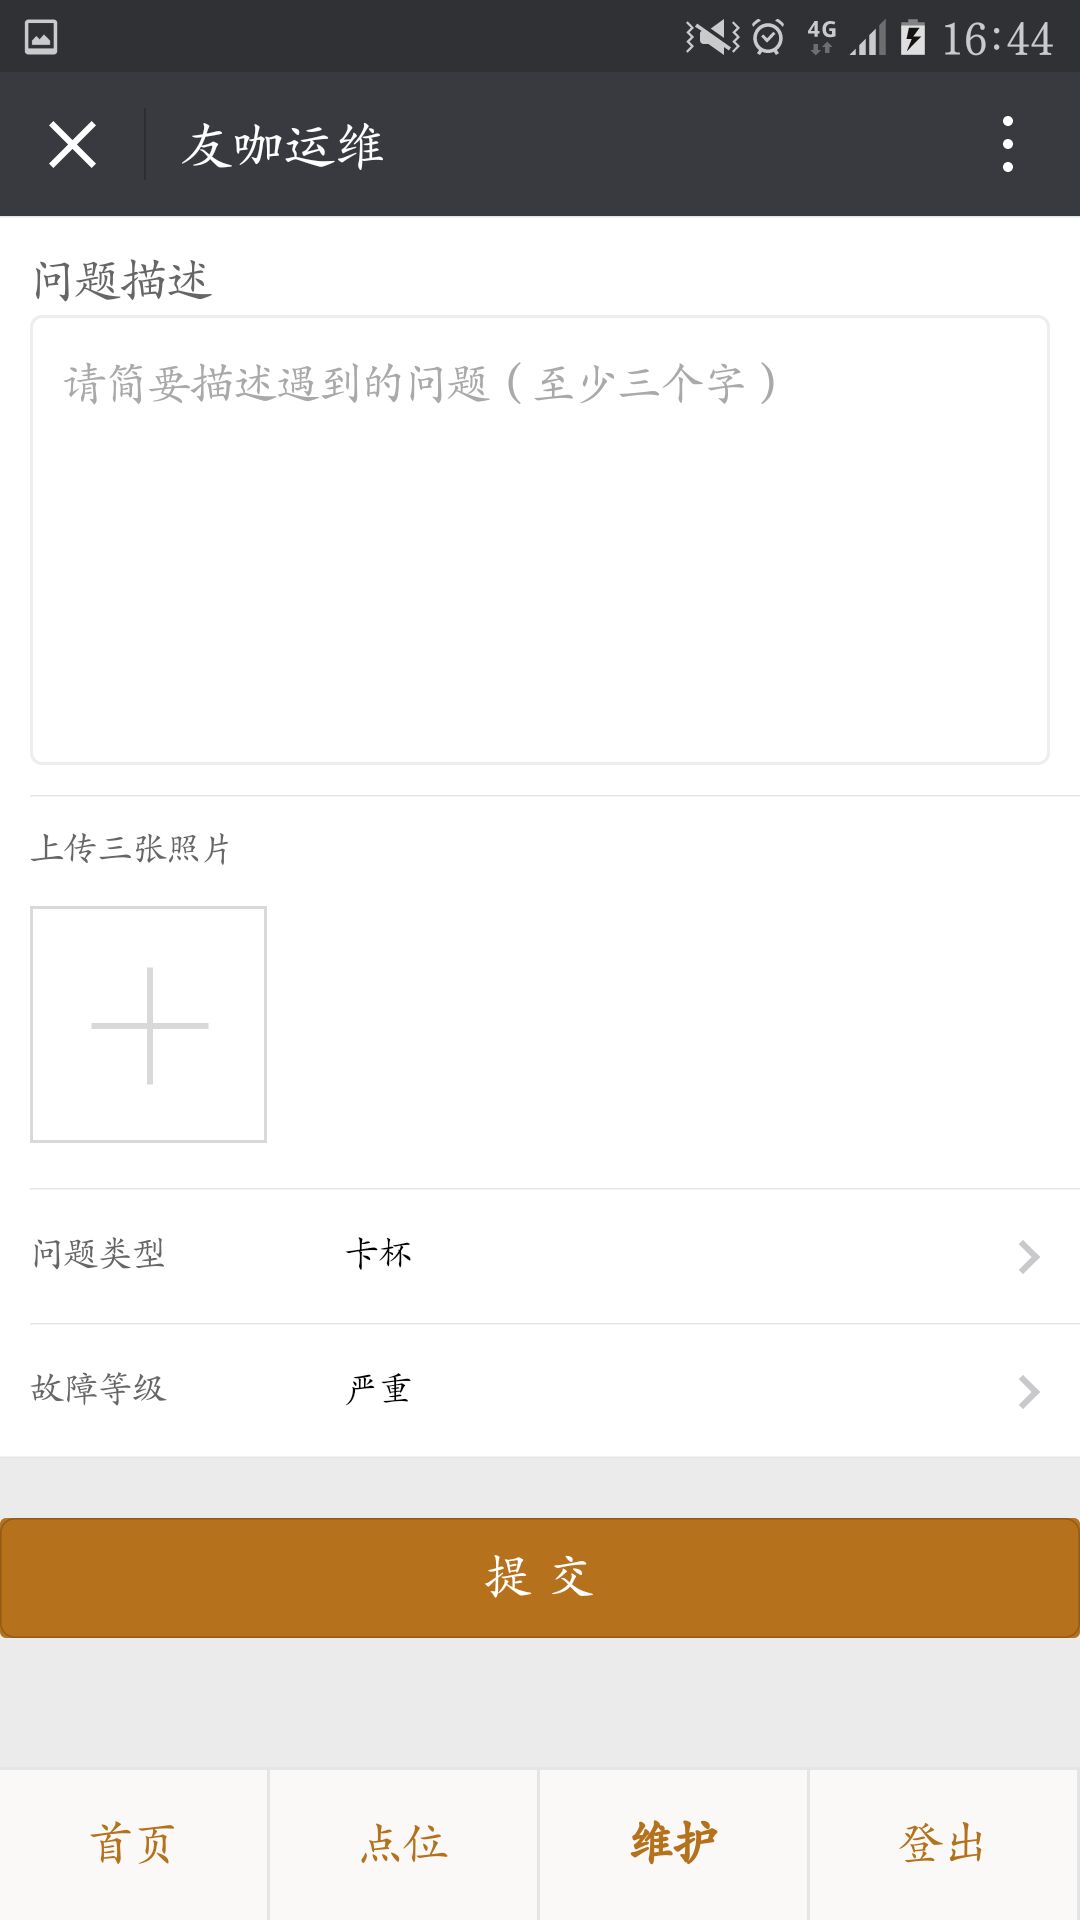 4G 16:44
友咖运维
问题描述
请简要描述遇到的问题（至少三个字）
上传三张照片
问题类型 卡杯
故障等级 严重
提 交
首页 点位 维护 登出